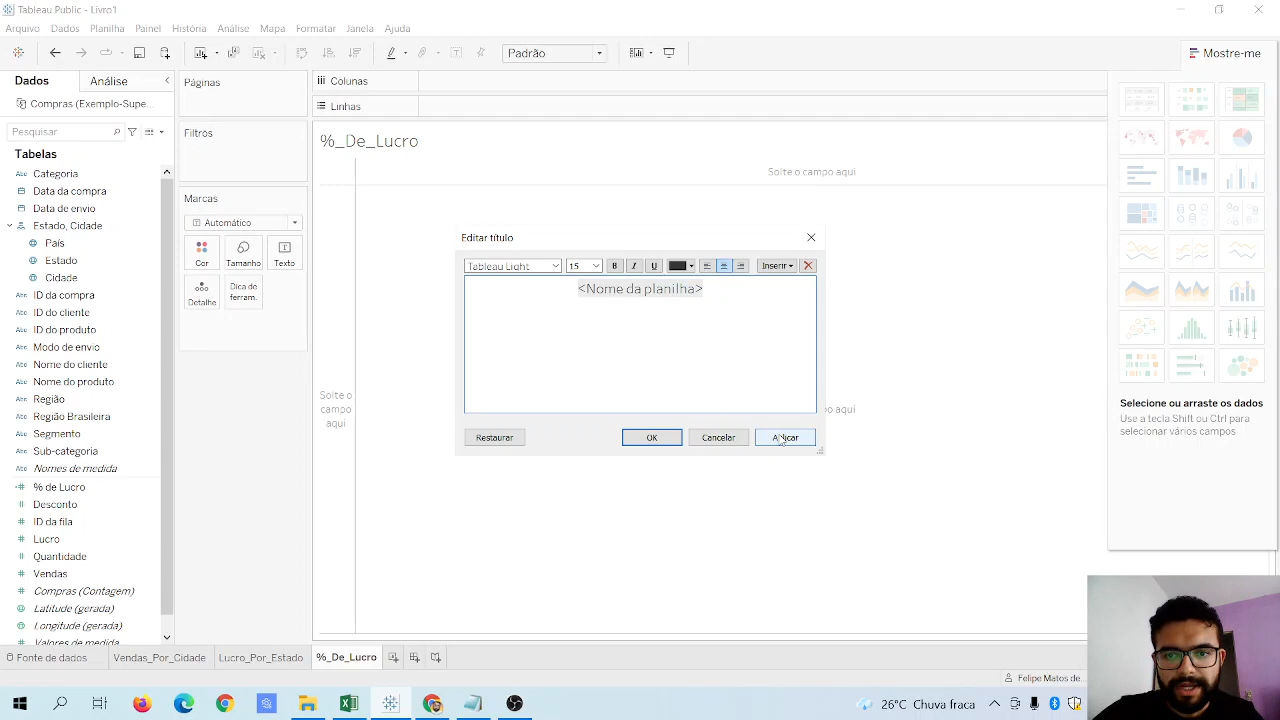 Tableau Public - Livro1
Arquivo Dados Planilha Painel História Análise Mapa Formatar Janela Ajuda
Padrão
Mostre-me
Dados Análise
Compras (Exemplo-Supe...
Pesquisar
Tabelas
Categoria
Data da compra
Data de envio
Estado, Cidade
País
Estado
Cidade
ID da compra
ID do cliente
ID do produto
Modo de envio
Nome do cliente
Nome do produto
Região
Região Brasileira
Segmento
Sub-categoria
Nomes de medida
% de Lucro
Desconto
ID da fila
Lucro
Quantidade
Vendas
Compras (Contagem)
Latitude (gerada)
Longitude (gerada)
Valores de medida
Páginas
Filtros
Marcas
Automático
Cor Tamanho Texto
Detalhe Dica de ferram.
Colunas
Linhas
%_De_Lucro
Solte o campo aqui
Solte o
campo
aqui
po aqui
Editar título
Tableau Light 15 B I U Inserir
<Nome da planilha>
Restaurar OK Cancelar Aplicar
Selecione ou arraste os dados
Use a tecla Shift ou Ctrl para
selecionar vários campos
Fonte de dados Vendas_Por_Cidade Lucro_Por_Estado %_De_Lucro
Felipe Matos de...
26°C Chuva fraca